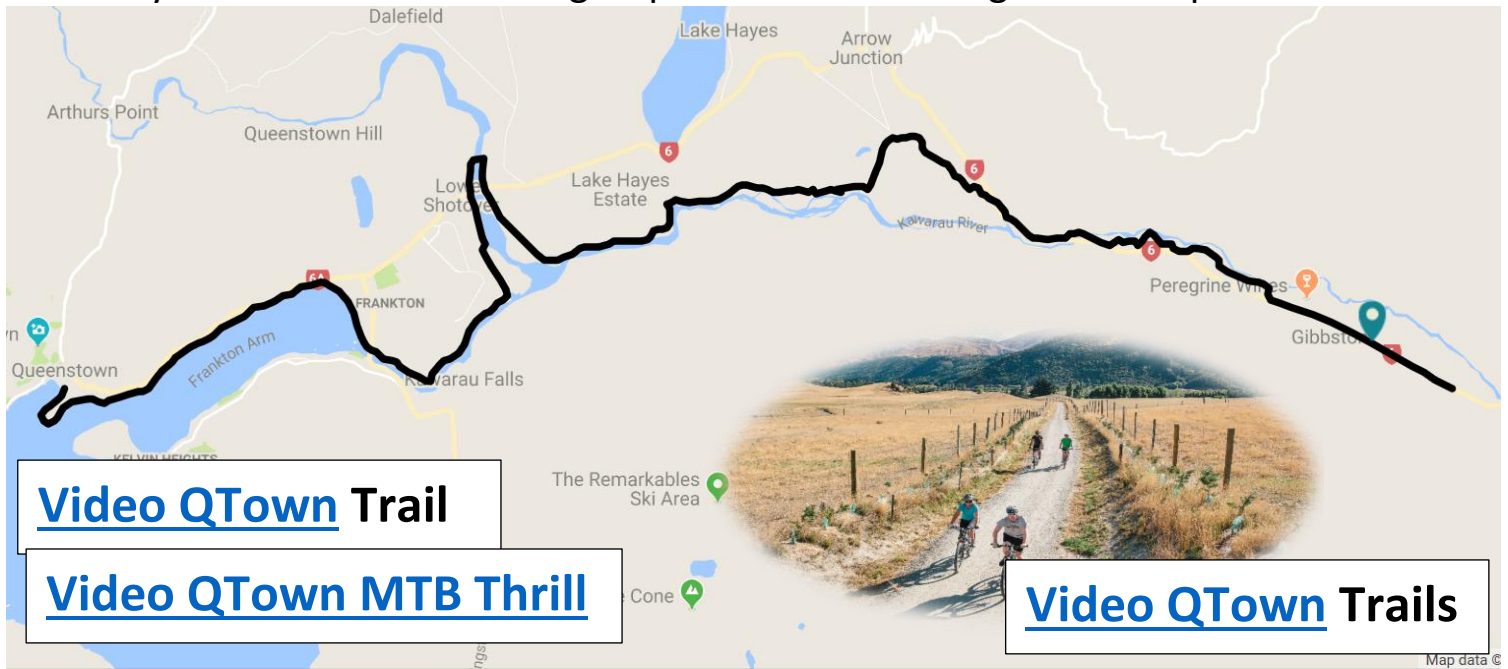 Dalefield
Lake Hayes
Arrow
Junction
Arthurs Point
Queenstown Hill
6
6
Lake Hayes
Estate
Kawarau River
6
6A
FRANKTON
Peregrine Wines
Gibbston
Queenstown
Frankton Arm
Kawarau Falls
KELVIN HEIGHTS
The Remarkables
Ski Area
Video QTown Trail
Video QTown MTB Thrill
Cone
Video QTown Trails
Map data ©